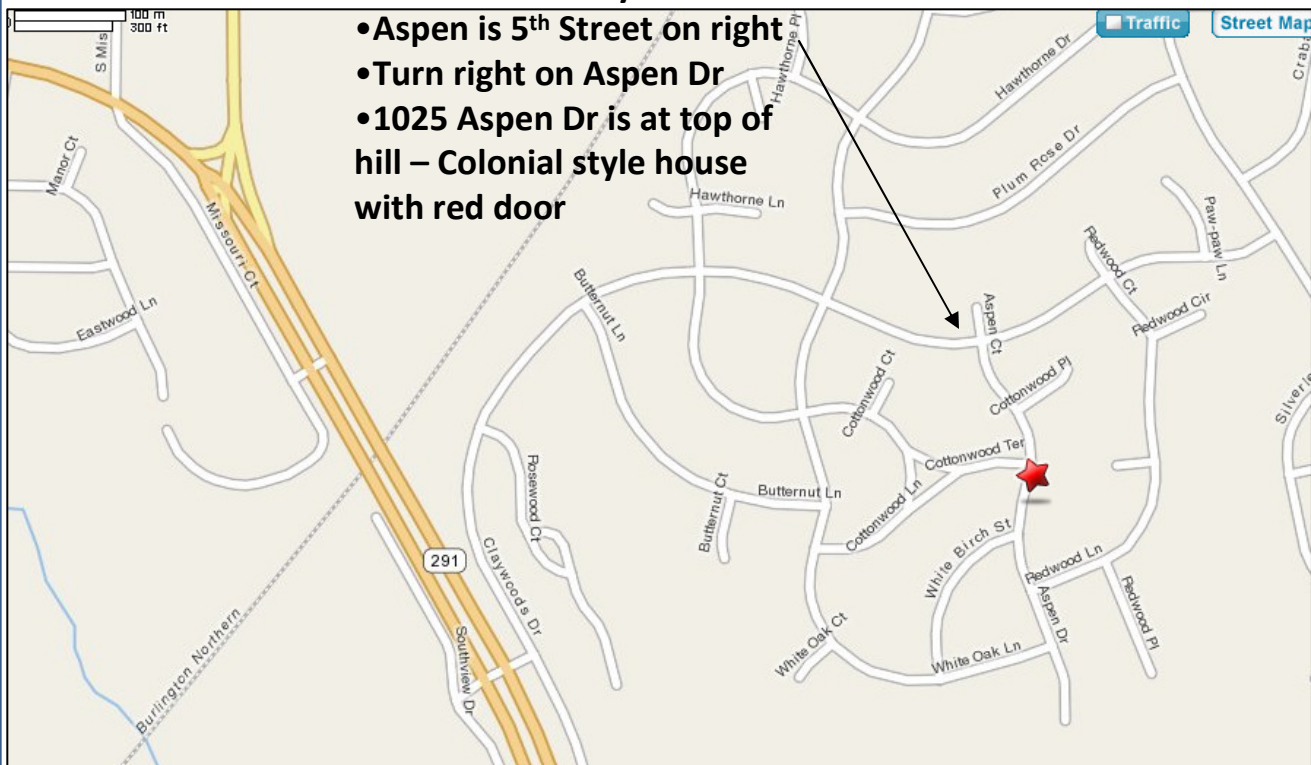 100 m
300 ft
•Aspen is 5th Street on right
•Turn right on Aspen Dr
•1025 Aspen Dr is at top of
hill – Colonial style house
with red door
Traffic
Street Map
S Mis
Hawthorne Pl
Hawthorne Dr
Craba
Manor Ct
Plum Rose Dr
Missouri Ct
Hawthorne Ln
Paw-paw Ln
Redwood Ct
Butternut Ln
Aspen Ct
Redwood Cir
Eastwood Ln
Cottonwood Ct
Cottonwood Pl
Silverle
Cottonwood Ter
Rosewood Ct
Butternut Ct
Butternut Ln
Cottonwood Ln
White Birch St
291
Claywoods Dr
Redwood Ln
Aspen Dr
Redwood Pl
Burlington Northern
Southview Dr
White Oak Ct
White Oak Ln